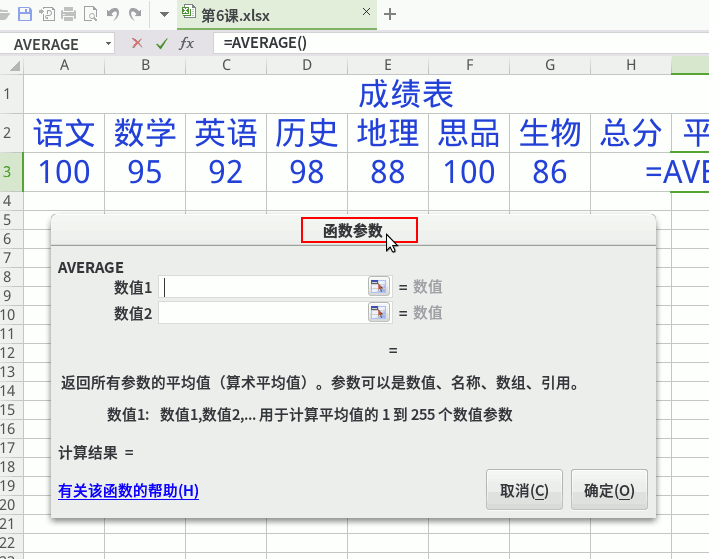 第6课.xlsx
AVERAGE fx =AVERAGE()
A B C D E F G H
1 成绩表
2 语文 数学 英语 历史 地理 思品 生物 总分 平
3 100 95 92 98 88 100 86 =AVE
4
5
6
7
8
9
10
11
12
13
14
15
16
17
18
19
20
21
22
函数参数
AVERAGE
数值1 = 数值
数值2 = 数值
=
返回所有参数的平均值（算术平均值）。参数可以是数值、名称、数组、引用。
数值1: 数值1,数值2,... 用于计算平均值的 1 到 255 个数值参数
计算结果 =
有关该函数的帮助(H) 取消(C) 确定(O)